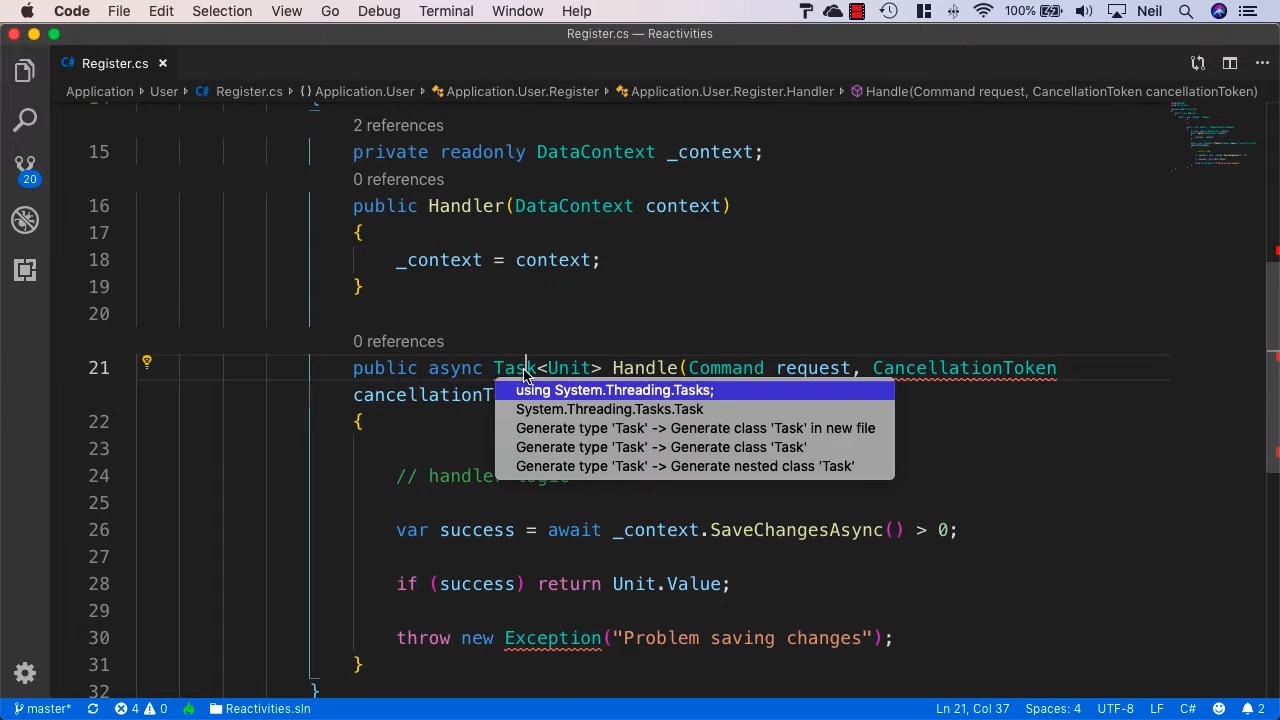 Code File Edit Selection View Go Debug Terminal Window Help 100% Neil
Register.cs — Reactivities
C# Register.cs
Application User C# Register.cs {} Application.User Application.User.Register Application.User.Register.Handler Handle(Command request, CancellationToken cancellationToken)
2 references
15 private readonly DataContext _context;
0 references
16 public Handler(DataContext context)
17 {
18 _context = context;
19 }
20
0 references
21 public async Task<Unit> Handle(Command request, CancellationToken
cancellationT
using System.Threading.Tasks;
System.Threading.Tasks.Task
22 {
Generate type 'Task' -> Generate class 'Task' in new file
23
Generate type 'Task' -> Generate class 'Task'
Generate type 'Task' -> Generate nested class 'Task'
24 // handler logic
25
26 var success = await _context.SaveChangesAsync() > 0;
27
28 if (success) return Unit.Value;
29
30 throw new Exception("Problem saving changes");
31 }
32 }
20
master* 4 0 Reactivities.sln Ln 21, Col 37 Spaces: 4 UTF-8 LF C# 2